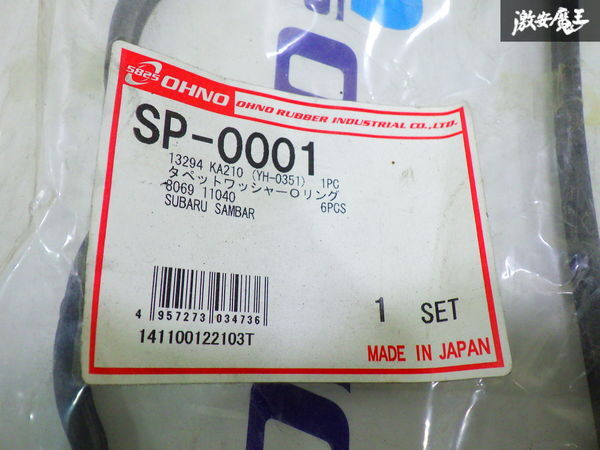 激安魔王
5825 OHNO
OHNO RUBBER INDUSTRIAL CO.,LTD.
SP-0001
13294 KA210 (YH-0351) 1PC
タペットワッシャーOリング
8069 11040 6PCS
SUBARU SAMBAR
4 957273 034736
1 SET
141100122103T
MADE IN JAPAN